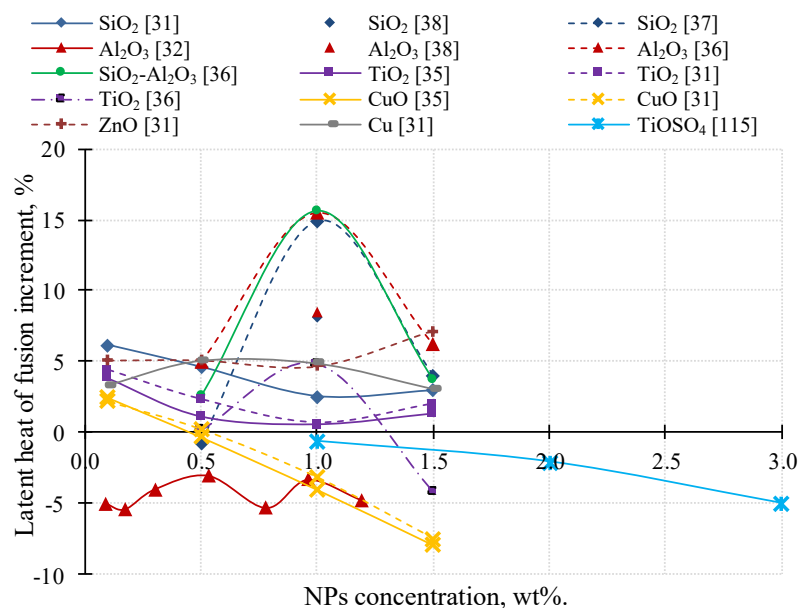 SiO₂ [31] SiO₂ [38] SiO₂ [37]
Al₂O₃ [32] Al₂O₃ [38] Al₂O₃ [36]
SiO₂-Al₂O₃ [36] TiO₂ [35] TiO₂ [31]
TiO₂ [36] CuO [35] CuO [31]
ZnO [31] Cu [31] TiOSO₄ [115]
Latent heat of fusion increment, %
20
15
10
5
0
-5
-10
0.0 0.5 1.0 1.5 2.0 2.5 3.0
NPs concentration, wt%.